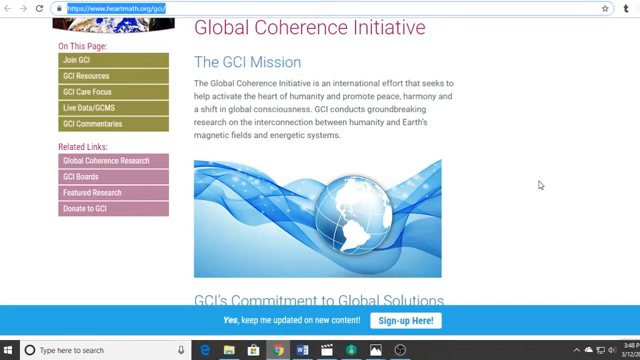 https://www.heartmath.org/gci/
Global Coherence Initiative
On This Page:
Join GCI
GCI Resources
GCI Care Focus
Live Data/GCMS
GCI Commentaries
Related Links:
Global Coherence Research
GCI Boards
Featured Research
Donate to GCI
The GCI Mission
The Global Coherence Initiative is an international effort that seeks to
help activate the heart of humanity and promote peace, harmony and
a shift in global consciousness. GCI conducts groundbreaking
research on the interconnection between humanity and Earth's
magnetic fields and energetic systems.
GCI's Commitment to Global Solutions
Yes, keep me updated on new content!
Sign-up Here!
Type here to search
3:48 PM